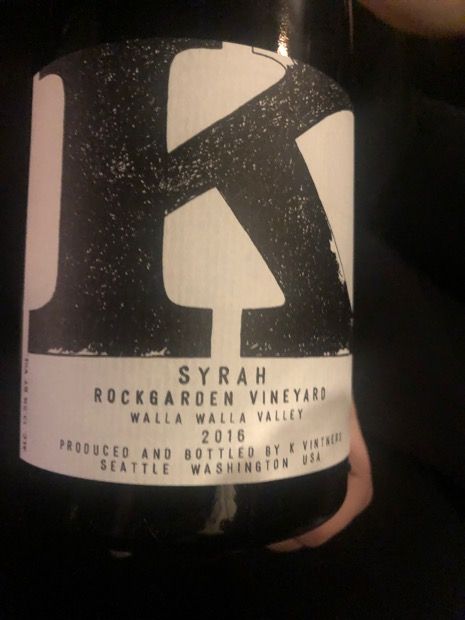 K
SYRAH
ROCKGARDEN VINEYARD
WALLA WALLA VALLEY
2016
PRODUCED AND BOTTLED BY K VINTNERS
SEATTLE WASHINGTON USA